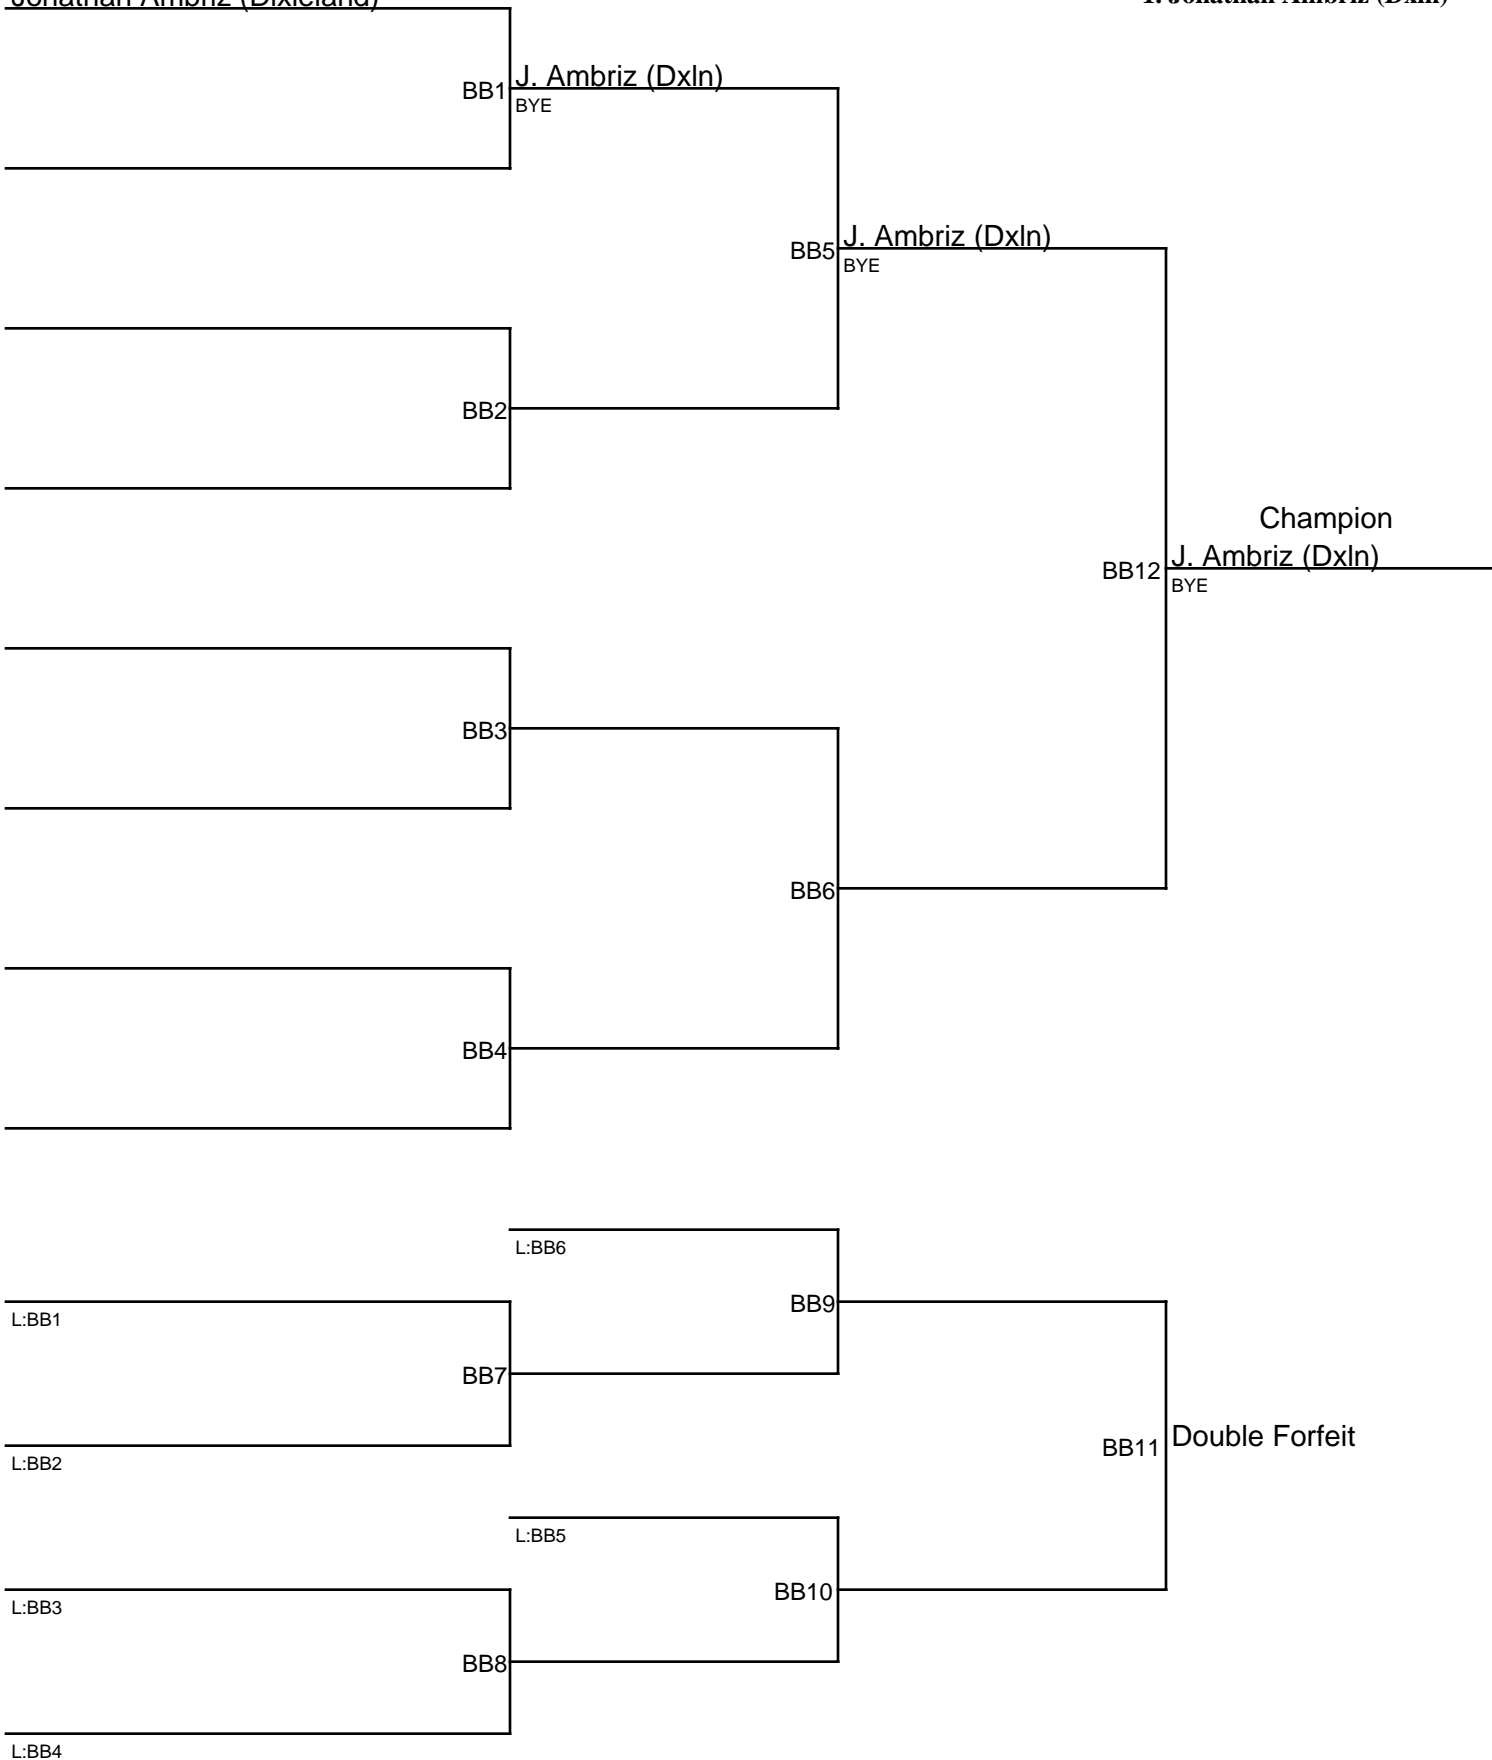 Jonathan Ambriz (Dixieland)
1. Jonathan Ambriz (Dxln)
J. Ambriz (Dxln)
BB1
BYE
J. Ambriz (Dxln)
BB5
BYE
BB2
Champion
J. Ambriz (Dxln)
BB12
BYE
BB3
BB6
BB4
L:BB6
BB9
L:BB1
BB7
Double Forfeit
BB11
L:BB2
L:BB5
BB10
L:BB3
BB8
L:BB4